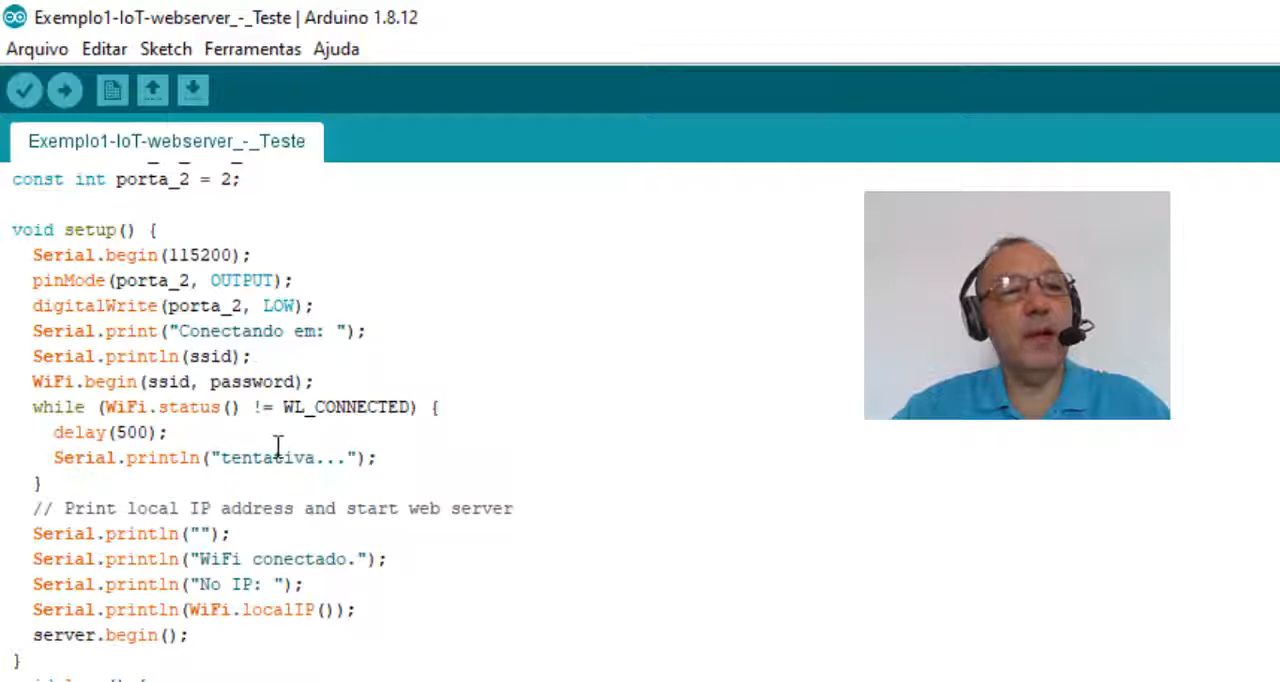 Exemplo1-IoT-webserver_-_Teste | Arduino 1.8.12
Arquivo Editar Sketch Ferramentas Ajuda
Exemplo1-IoT-webserver_-_Teste
const int porta_2 = 2;
void setup() {
Serial.begin(115200);
pinMode(porta_2, OUTPUT);
digitalWrite(porta_2, LOW);
Serial.print("Conectando em: ");
Serial.println(ssid);
WiFi.begin(ssid, password);
while (WiFi.status() != WL_CONNECTED) {
delay(500);
Serial.println("tentativa...");
}
// Print local IP address and start web server
Serial.println("");
Serial.println("WiFi conectado.");
Serial.println("No IP: ");
Serial.println(WiFi.localIP());
server.begin();
}